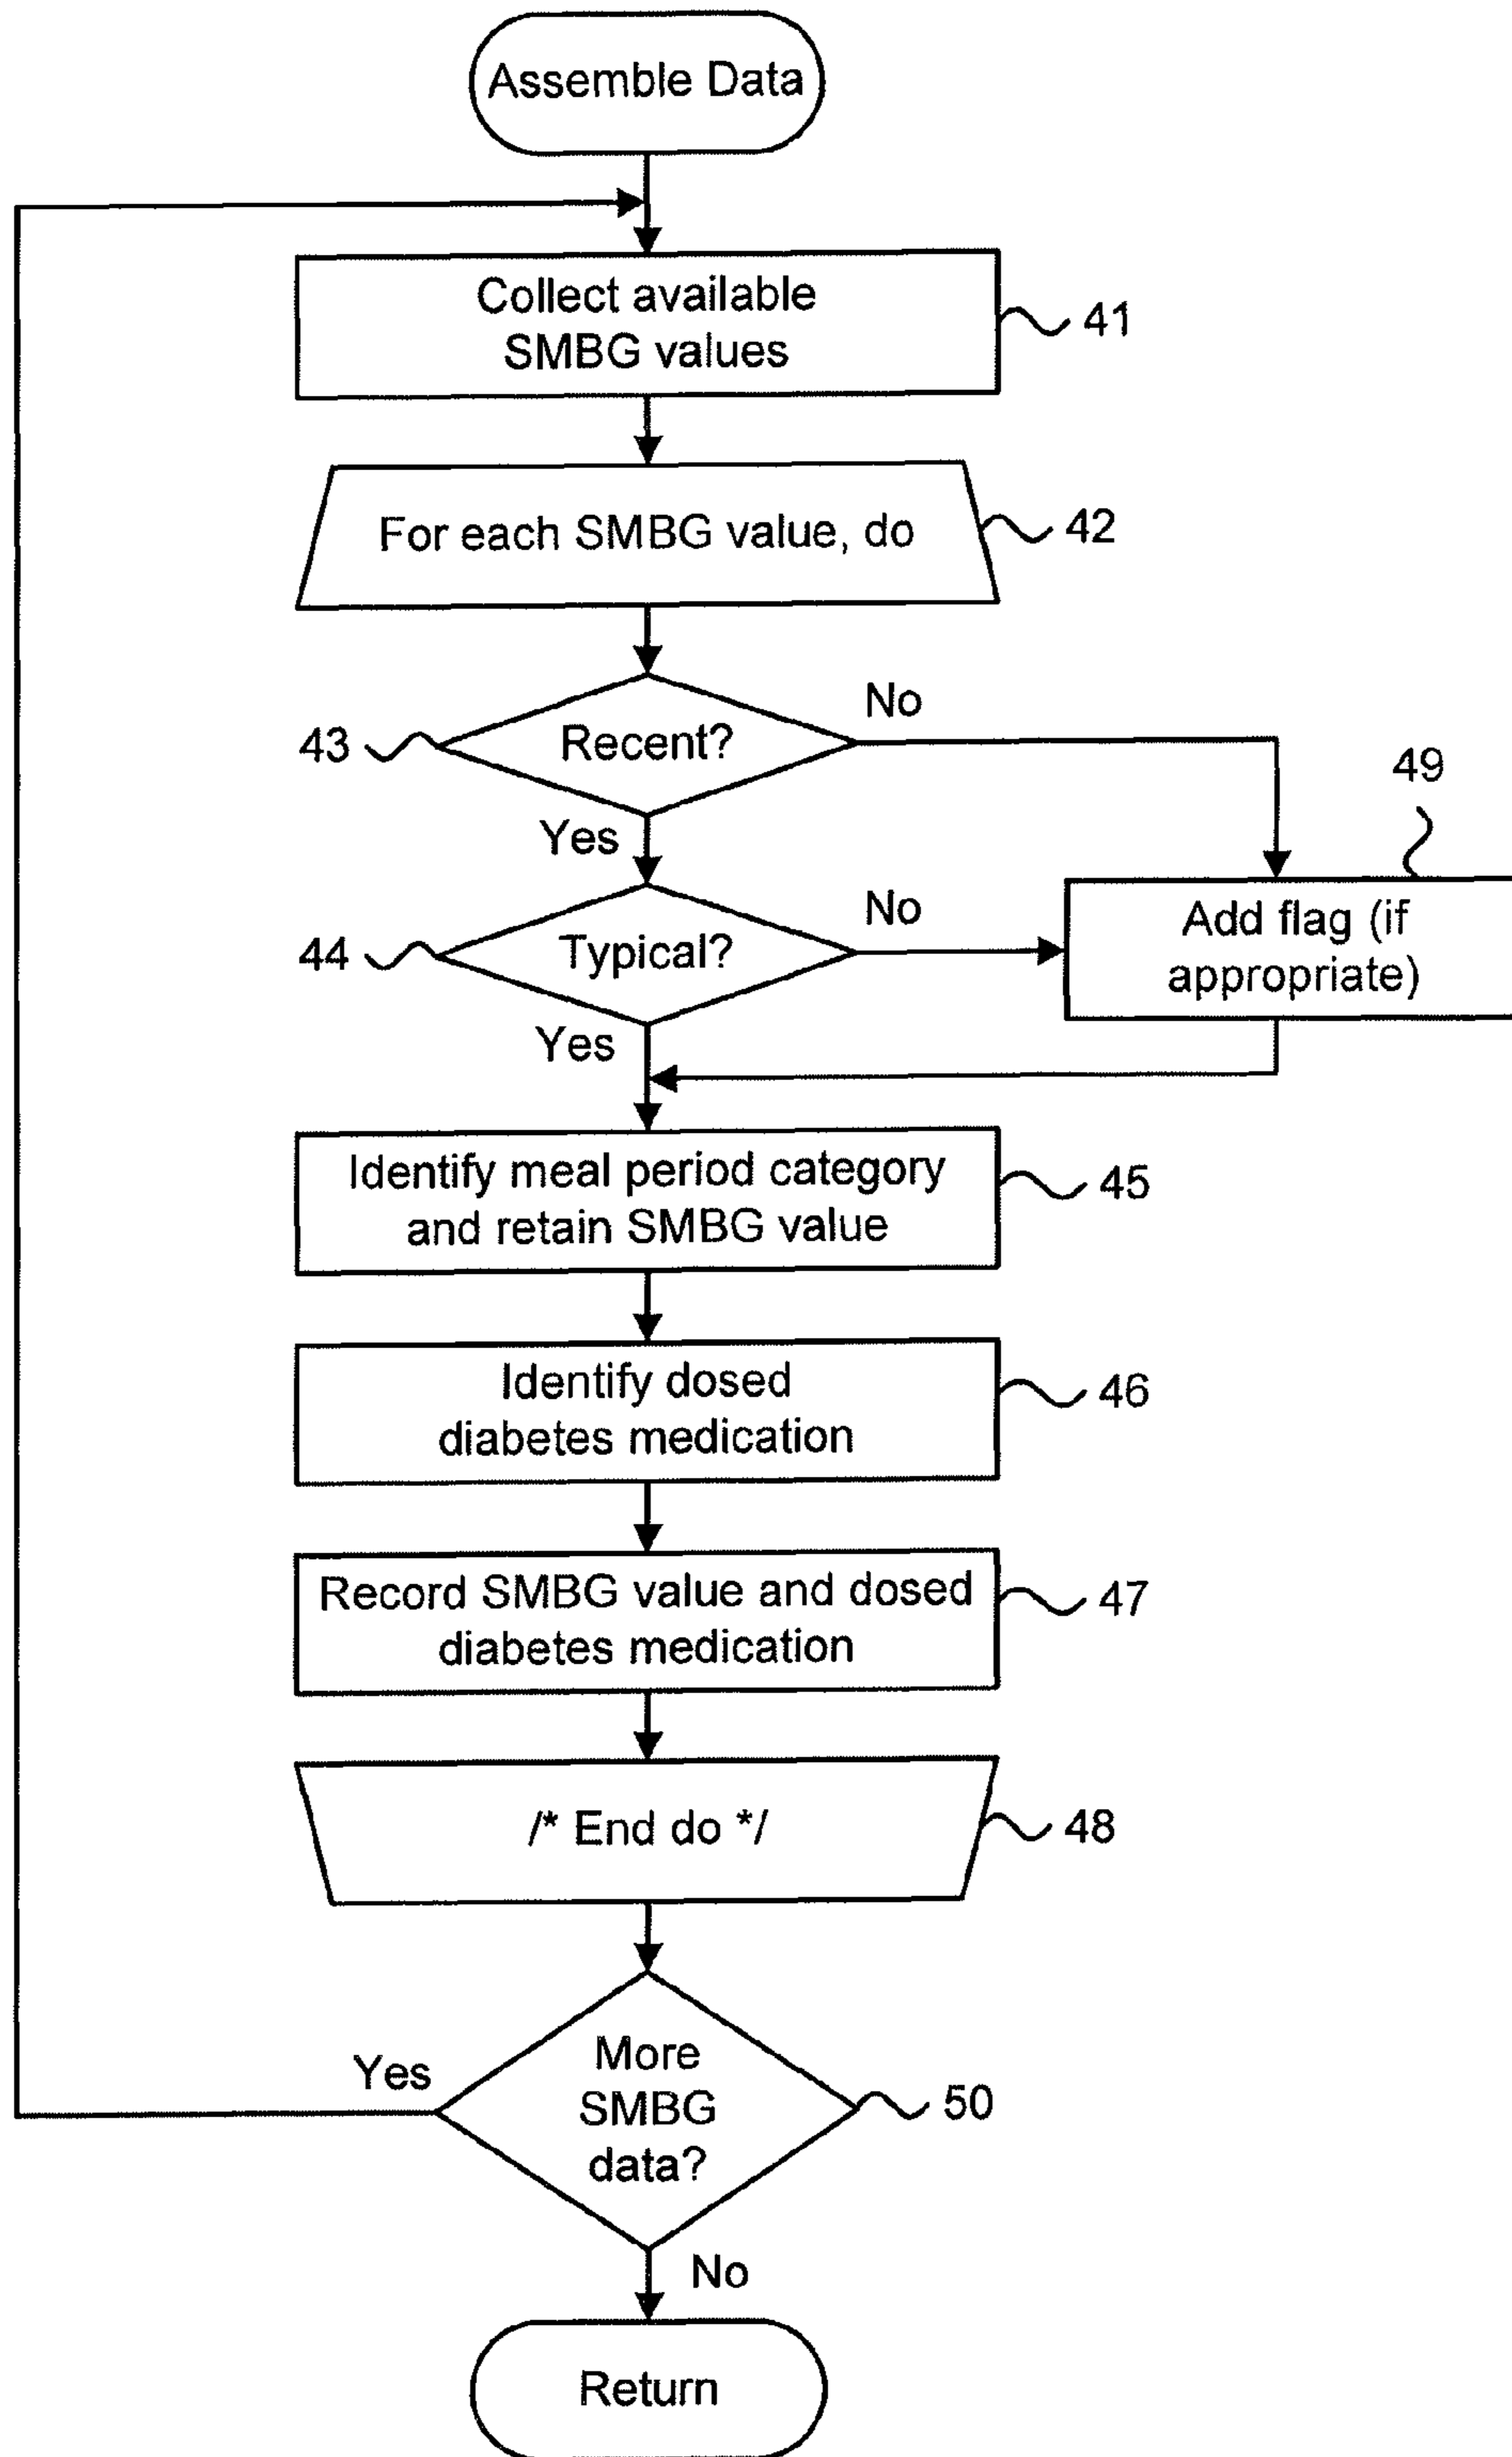 Assemble Data
Collect available
SMBG values
41
For each SMBG value, do
42
Recent?
43
No
Yes
49
Add flag (if
appropriate)
Typical?
44
No
Yes
Identify meal period category
and retain SMBG value
45
Identify dosed
diabetes medication
46
Record SMBG value and dosed
diabetes medication
47
/* End do */
48
More
SMBG
data?
50
Yes
No
Return